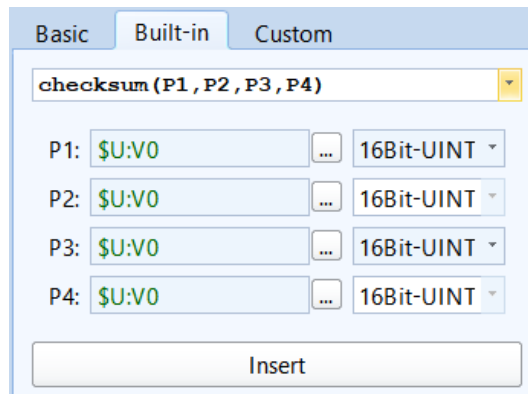 Basic Built-in Custom
checksum(P1,P2,P3,P4)
P1: $U:V0 ... 16Bit-UINT
P2: $U:V0 ... 16Bit-UINT
P3: $U:V0 ... 16Bit-UINT
P4: $U:V0 ... 16Bit-UINT
Insert